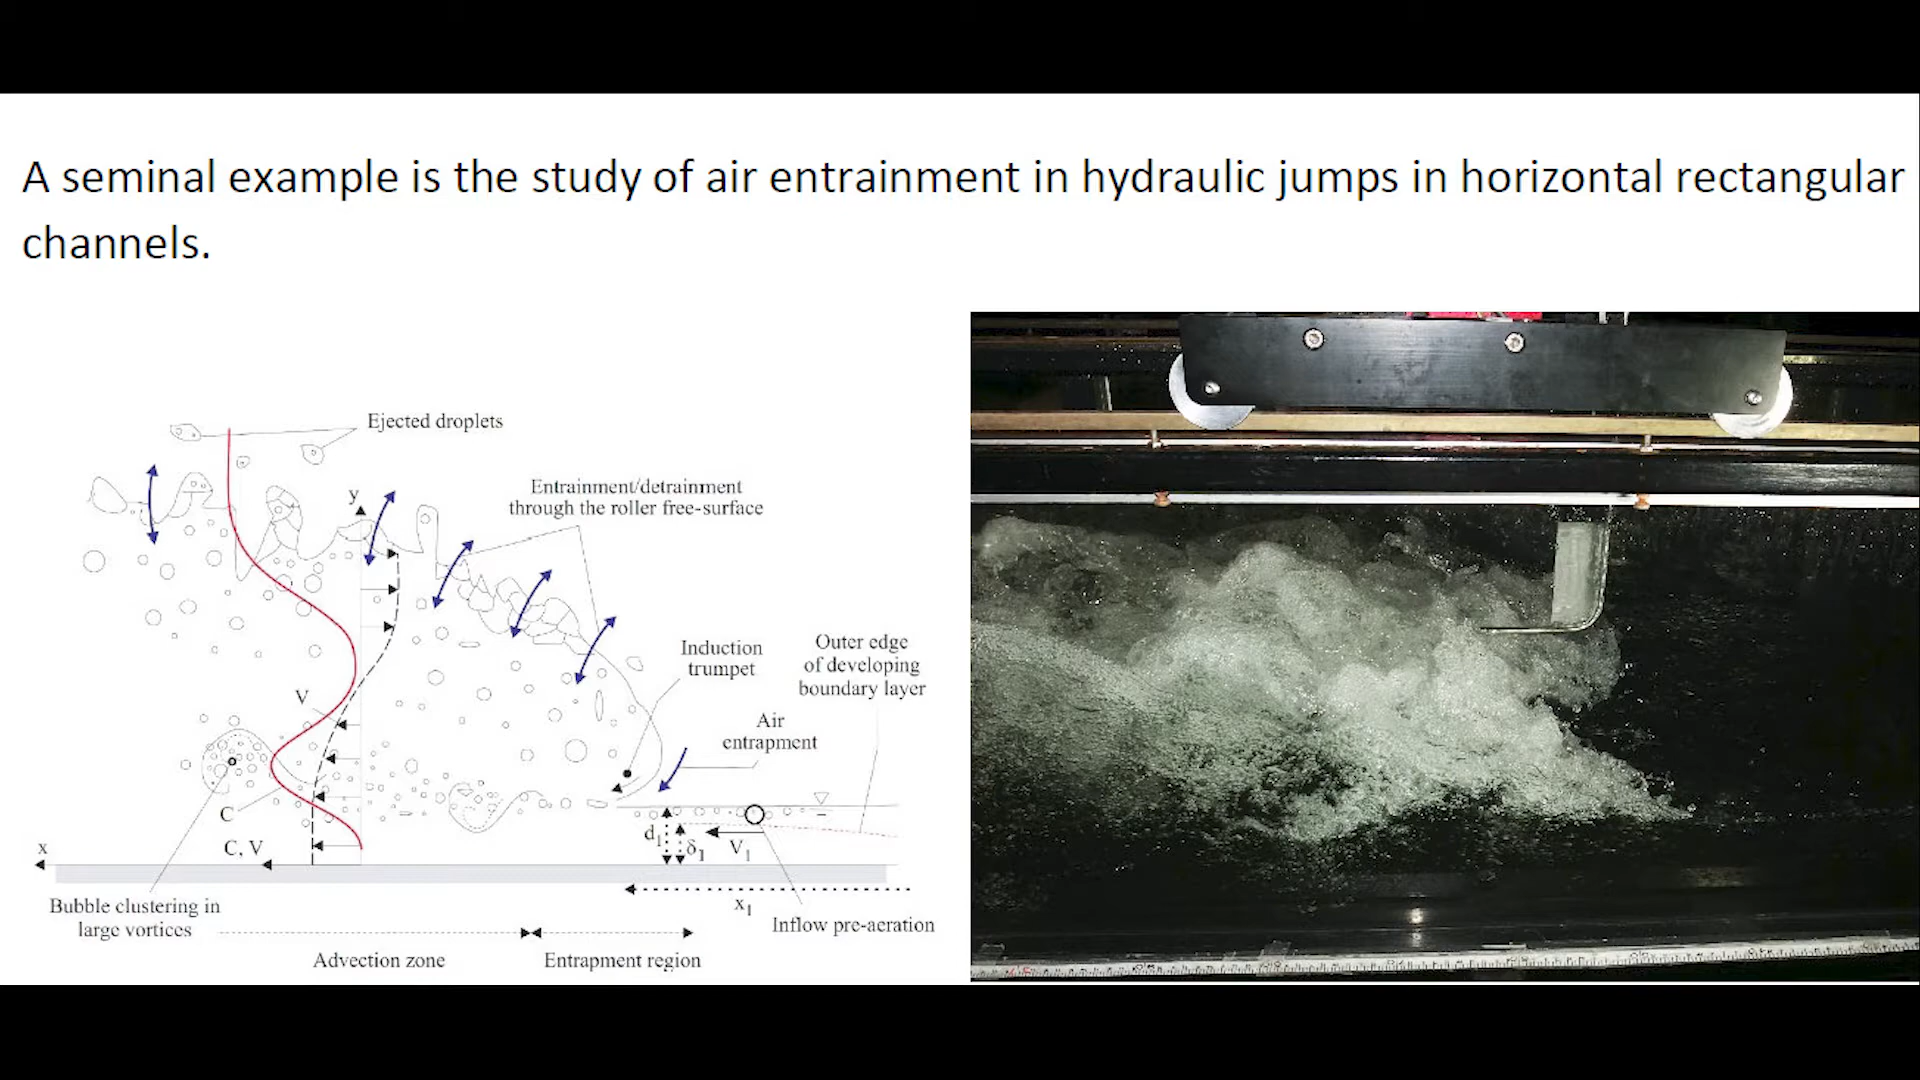 A seminal example is the study of air entrainment in hydraulic jumps in horizontal rectangular
channels.
Ejected droplets
y
Entrainment/detrainment
through the roller free-surface
Induction
trumpet
Outer edge
of developing
boundary layer
V
Air
entrapment
C
d1
δ1
V1
C, V
x
x1
Bubble clustering in
large vortices
Inflow pre-aeration
Advection zone
Entrapment region